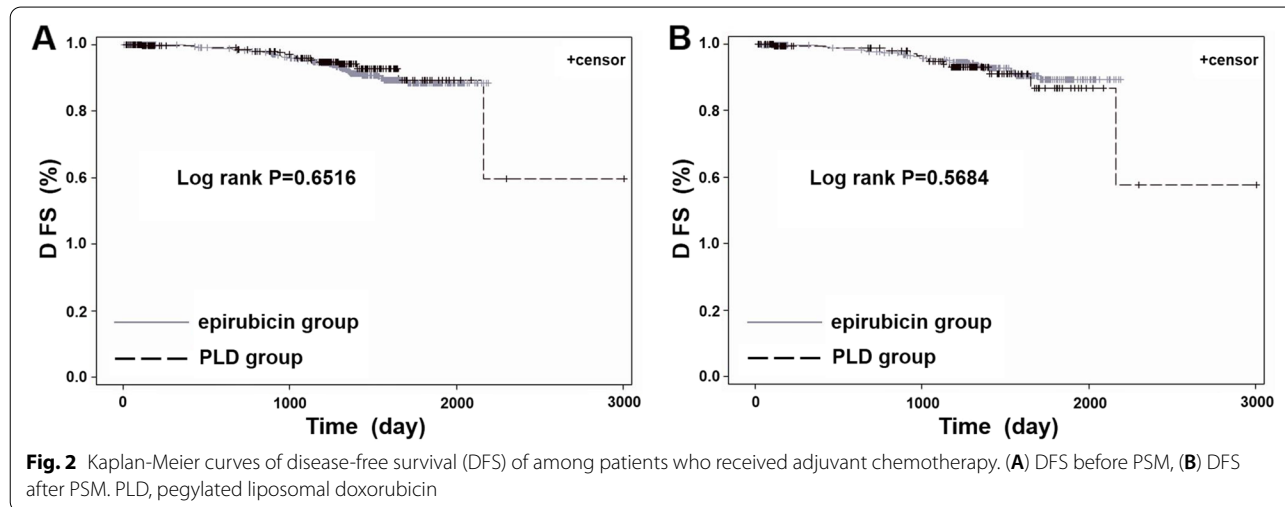 A
1.0
0.8
0.6
1.0
0.2
0.0
D FS (%)
+censor
Log rank P=0.6516
epirubicin group
PLD group
0 1000 2000 3000
Time (day)
B
1.0
0.8
0.6
1.0
0.2
0.0
D FS (%)
+censor
Log rank P=0.5684
epirubicin group
PLD group
0 1000 2000 3000
Time (day)
Fig. 2 Kaplan-Meier curves of disease-free survival (DFS) of among patients who received adjuvant chemotherapy. (A) DFS before PSM, (B) DFS
after PSM. PLD, pegylated liposomal doxorubicin